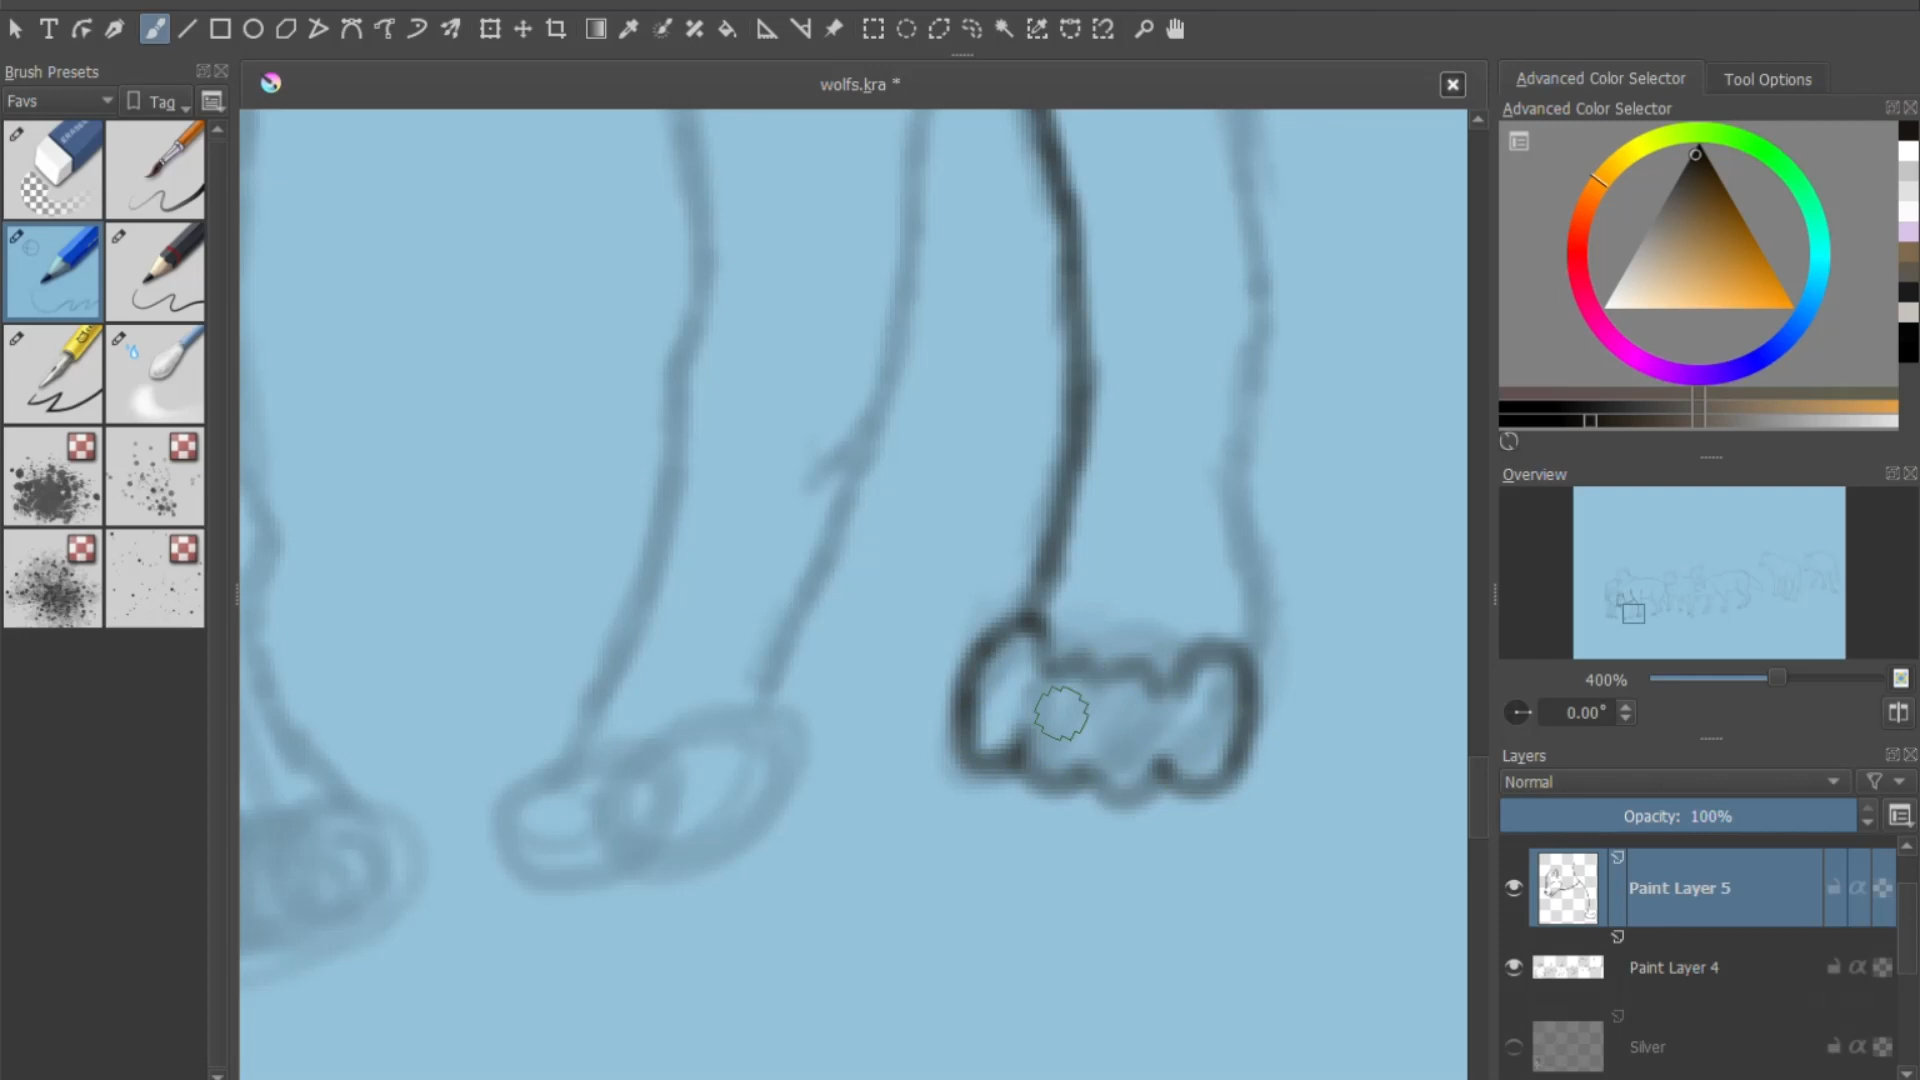 Brush Presets
Favs
Tag
wolfs.kra *
Advanced Color Selector
Tool Options
Advanced Color Selector
Overview
400%
0.00°
Layers
Normal
Opacity: 100%
Paint Layer 5
Paint Layer 4
Silver